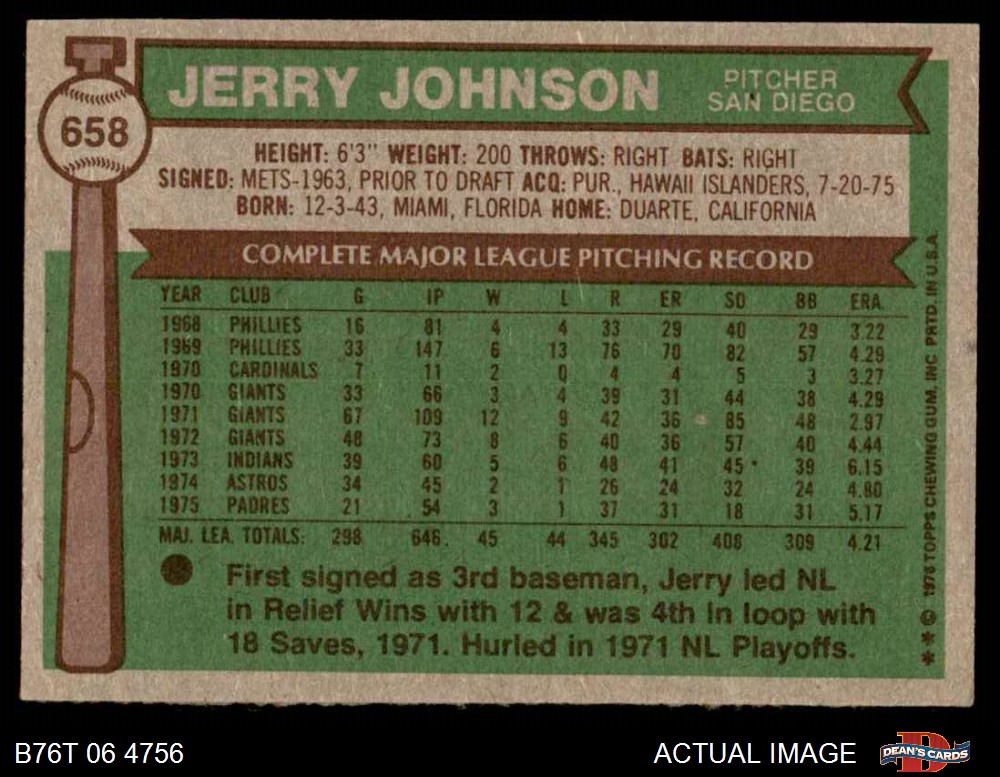 JERRY JOHNSON
PITCHER
SAN DIEGO
658
HEIGHT: 6'3" WEIGHT: 200 THROWS: RIGHT BATS: RIGHT
SIGNED: METS-1963, PRIOR TO DRAFT ACQ: PUR., HAWAII ISLANDERS, 7-20-75
BORN: 12-3-43, MIAMI, FLORIDA HOME: DUARTE, CALIFORNIA
COMPLETE MAJOR LEAGUE PITCHING RECORD
YEAR CLUB G IP W L R ER SO BB ERA
1968 PHILLIES 16 81 4 4 33 29 40 29 3.22
1969 PHILLIES 33 147 6 13 76 70 82 57 4.29
1970 CARDINALS 7 11 2 0 4 4 5 3 3.27
1970 GIANTS 33 66 3 4 39 31 44 38 4.29
1971 GIANTS 67 109 12 9 42 36 85 48 2.97
1972 GIANTS 48 73 8 6 40 36 57 40 4.44
1973 INDIANS 39 60 5 6 48 41 45 39 6.15
1974 ASTROS 34 45 2 1 26 24 32 24 4.80
1975 PADRES 21 54 3 1 37 31 18 31 5.17
MAJ. LEA. TOTALS: 298 646 45 44 345 302 408 309 4.21
First signed as 3rd baseman, Jerry led NL
in Relief Wins with 12 & was 4th in loop with
18 Saves, 1971. Hurled in 1971 NL Playoffs.
** © 1976 TOPPS CHEWING GUM, INC PRTD. IN U.S.A.
B76T 06 4756
ACTUAL IMAGE
D
DEAN'S CARDS